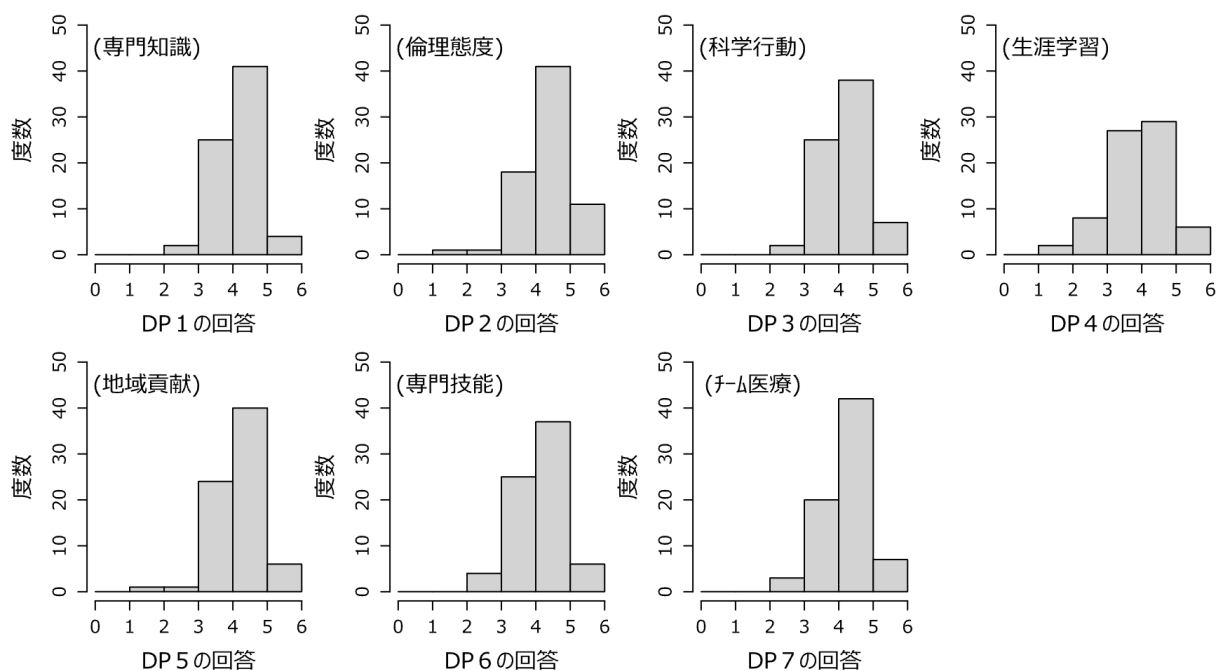 (専門知識)
度数
0 10 20 30 40 50
0 1 2 3 4 5 6
DP 1 の回答
(倫理態度)
度数
0 10 20 30 40 50
0 1 2 3 4 5 6
DP 2 の回答
(科学行動)
度数
0 10 20 30 40 50
0 1 2 3 4 5 6
DP 3 の回答
(生涯学習)
度数
0 10 20 30 40 50
0 1 2 3 4 5 6
DP 4 の回答
(地域貢献)
度数
0 10 20 30 40 50
0 1 2 3 4 5 6
DP 5 の回答
(専門技能)
度数
0 10 20 30 40 50
0 1 2 3 4 5 6
DP 6 の回答
(ﾁｰﾑ医療)
度数
0 10 20 30 40 50
0 1 2 3 4 5 6
DP 7 の回答